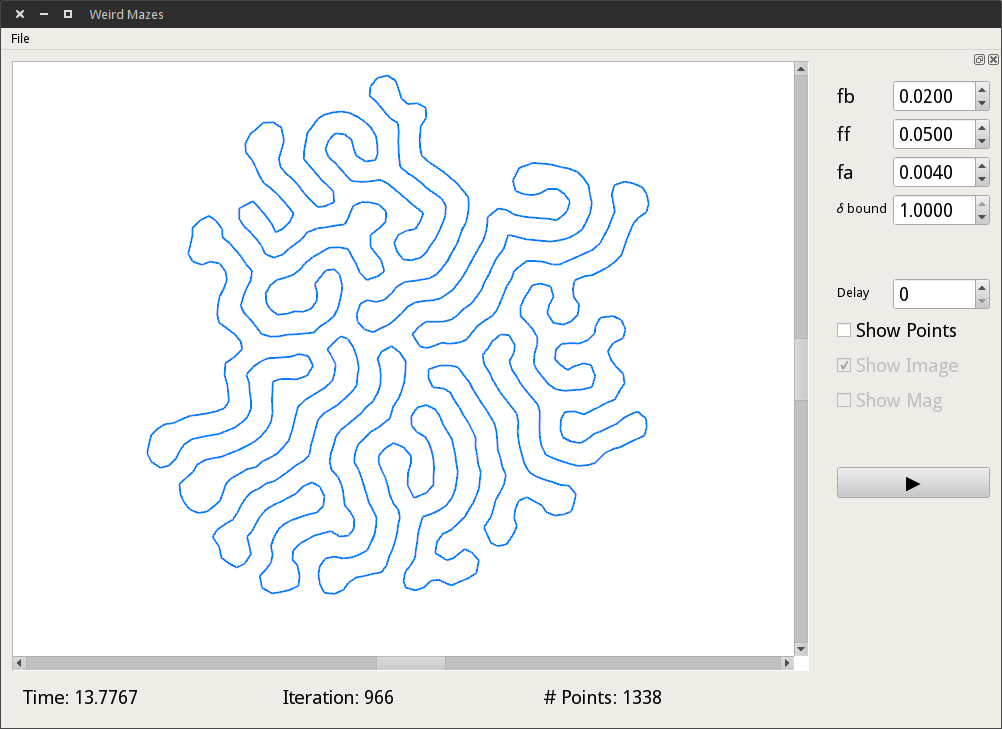 Weird Mazes
File
fb 0.0200
ff 0.0500
fa 0.0040
δ bound 1.0000
Delay 0
Show Points
Show Image
Show Mag
Time: 13.7767 Iteration: 966 # Points: 1338